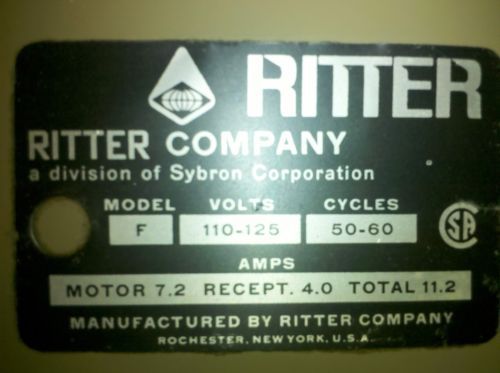 RITTER
RITTER COMPANY
a division of Sybron Corporation
MODEL VOLTS CYCLES
F 110-125 50-60
SA
AMPS
MOTOR 7.2 RECEPT. 4.0 TOTAL 11.2
MANUFACTURED BY RITTER COMPANY
ROCHESTER, NEW YORK, U.S.A.